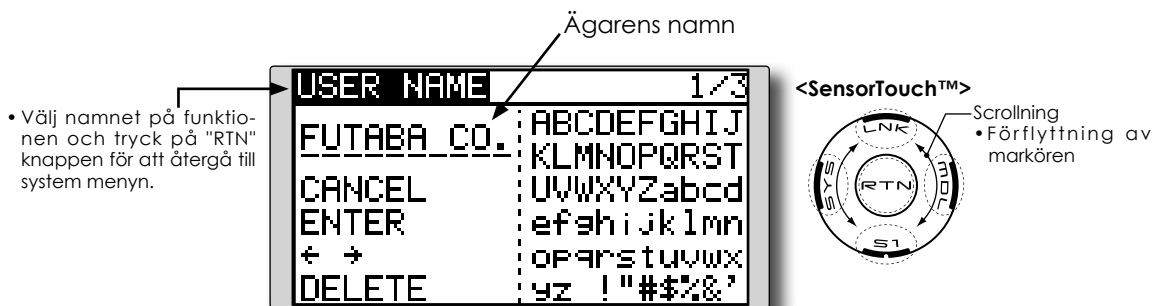 Ägarens namn
• Välj namnet på funktio-
nen och tryck på "RTN"
knappen för att återgå till
system menyn.
USER NAME 1/3
FUTABA CO.
CANCEL
ENTER
← →
DELETE
ABCDEFGHIJ
KLMNOPQRST
UVWXYZabcd
efghijklmn
opqrstuvwx
yz !"#$%&'
<SensorTouch™>
Scrollning
• Förflyttning av
markören
LNK
SYS
RTN
MDL
S1